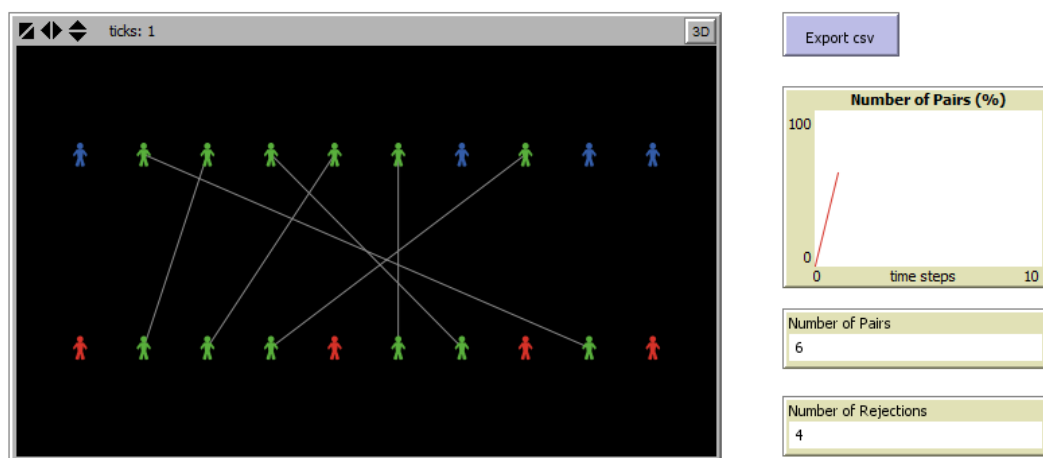 ticks: 1
3D
Export csv
Number of Pairs (%)
100
0
0 time steps 10
Number of Pairs
6
Number of Rejections
4